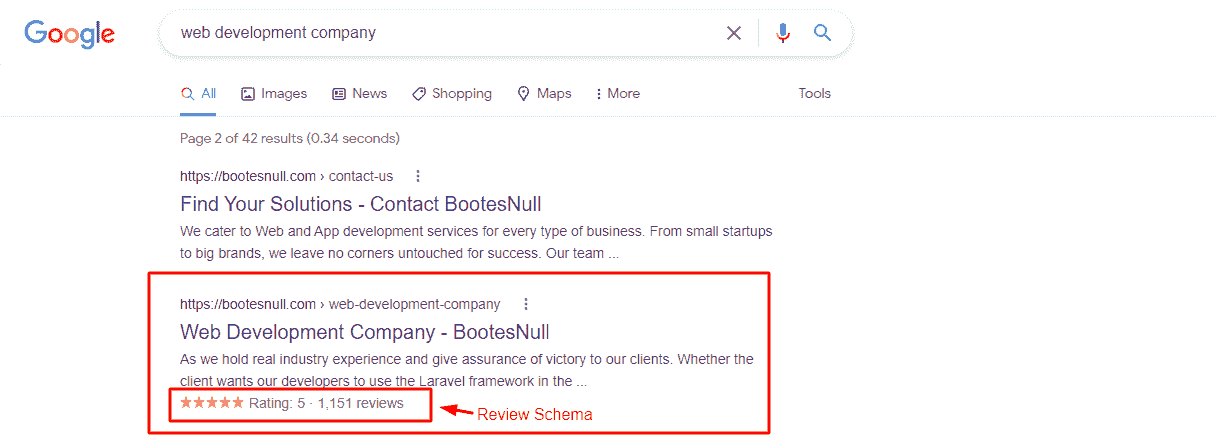 Google
web development company
All Images News Shopping Maps More Tools
Page 2 of 42 results (0.34 seconds)
https://bootesnull.com › contact-us
Find Your Solutions - Contact BootesNull
We cater to Web and App development services for every type of business. From small startups
to big brands, we leave no corners untouched for success. Our team ...
https://bootesnull.com › web-development-company
Web Development Company - BootesNull
As we hold real industry experience and give assurance of victory to our clients. Whether the
client wants our developers to use the Laravel framework in the ...
Rating: 5 · 1,151 reviews
Review Schema